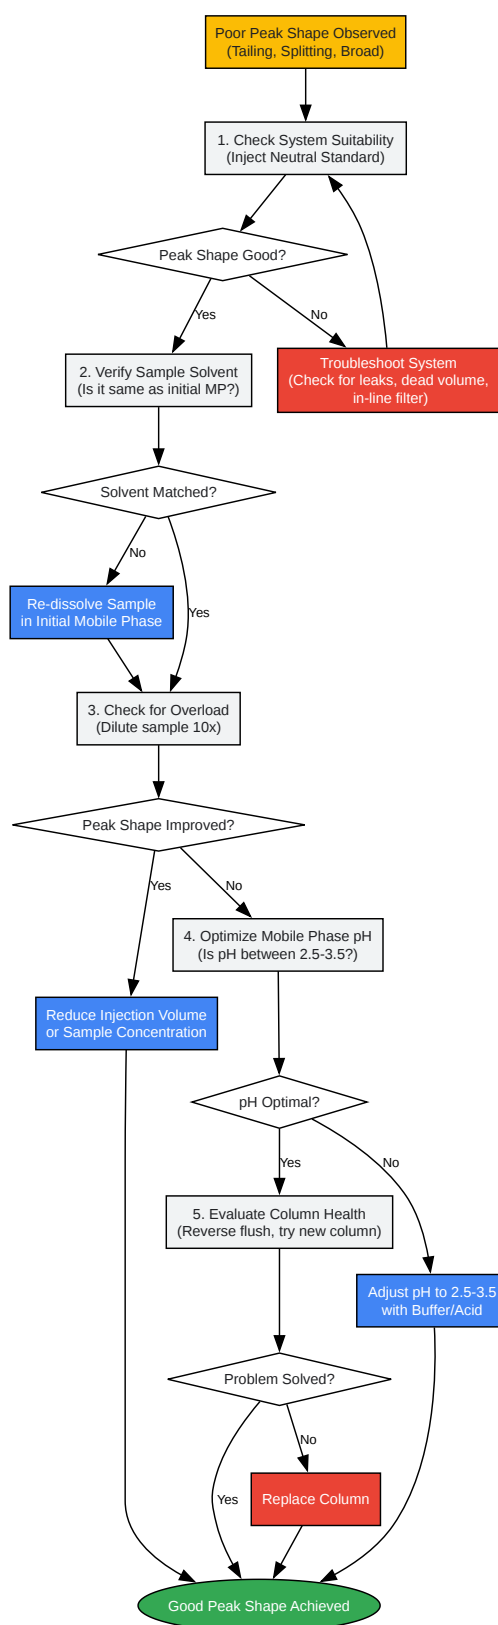 Poor Peak Shape Observed
(Tailing, Splitting, Broad)
1. Check System Suitability
(Inject Neutral Standard)
Peak Shape Good?
Yes
No
2. Verify Sample Solvent
(Is it same as initial MP?)
Troubleshoot System
(Check for leaks, dead volume,
in-line filter)
Solvent Matched?
No
Yes
Re-dissolve Sample
in Initial Mobile Phase
3. Check for Overload
(Dilute sample 10x)
Peak Shape Improved?
Yes
No
4. Optimize Mobile Phase pH
(Is pH between 2.5-3.5?)
Reduce Injection Volume
or Sample Concentration
pH Optimal?
Yes
No
5. Evaluate Column Health
(Reverse flush, try new column)
Adjust pH to 2.5-3.5
with Buffer/Acid
Problem Solved?
No
Yes
Replace Column
Good Peak Shape Achieved